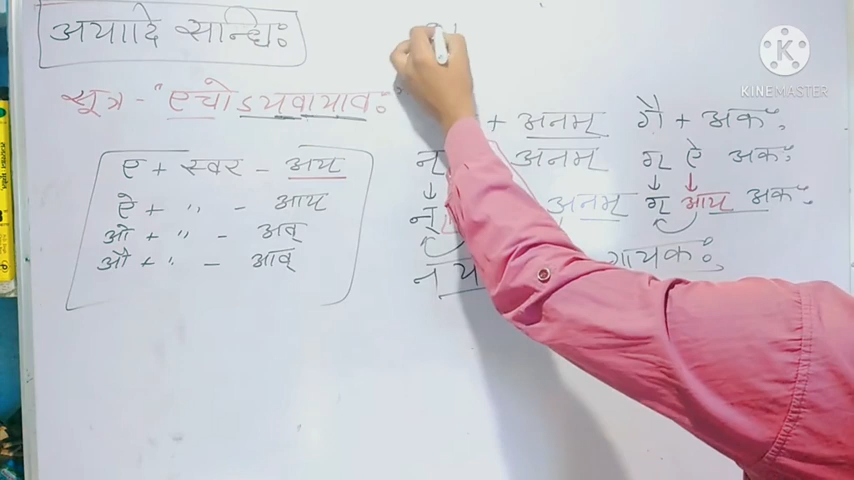 अयादि सन्धिः
सूत्र - "एचोऽयवायावः"
ए + स्वर - अय
ऐ + " - आय
ओ + " - अव्
औ + " - आव्
+ अनम्
न् अनम्
न् अनम्
न य
गै + अकः
ग् ऐ अकः
ग् आय अकः
गायकः
KINEMASTER